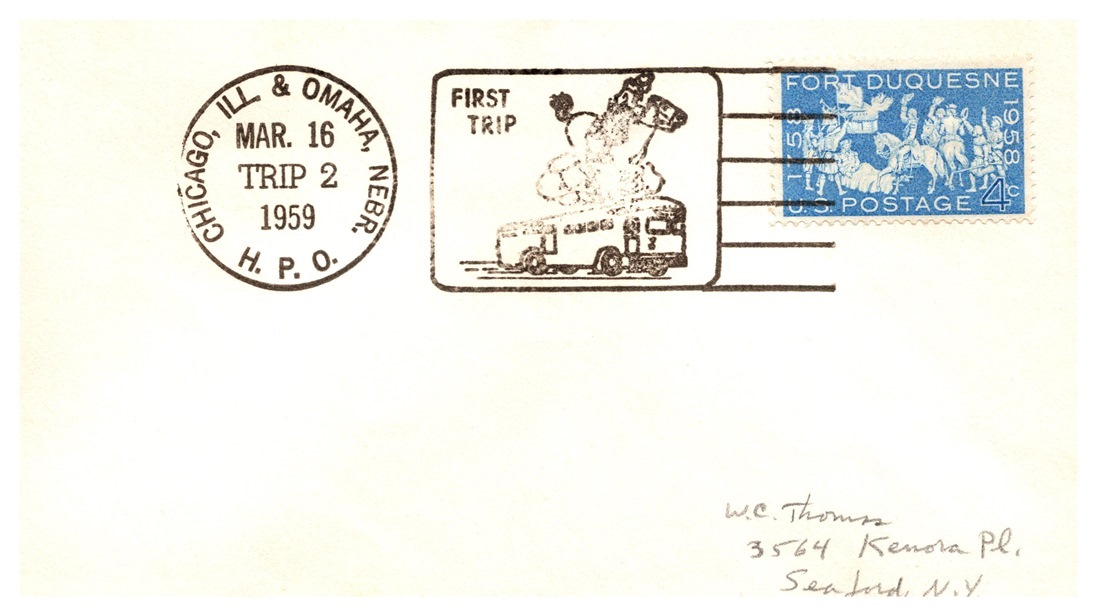 CHICAGO, ILL & OMAHA, NEBR.
MAR. 16
TRIP 2
1959
H. P. O.
FIRST
TRIP
FORT DUQUESNE
1758
1958
U.S. POSTAGE 4c
W.C. Thomas
3564 Kenora Pl.
Seaford, N.Y.